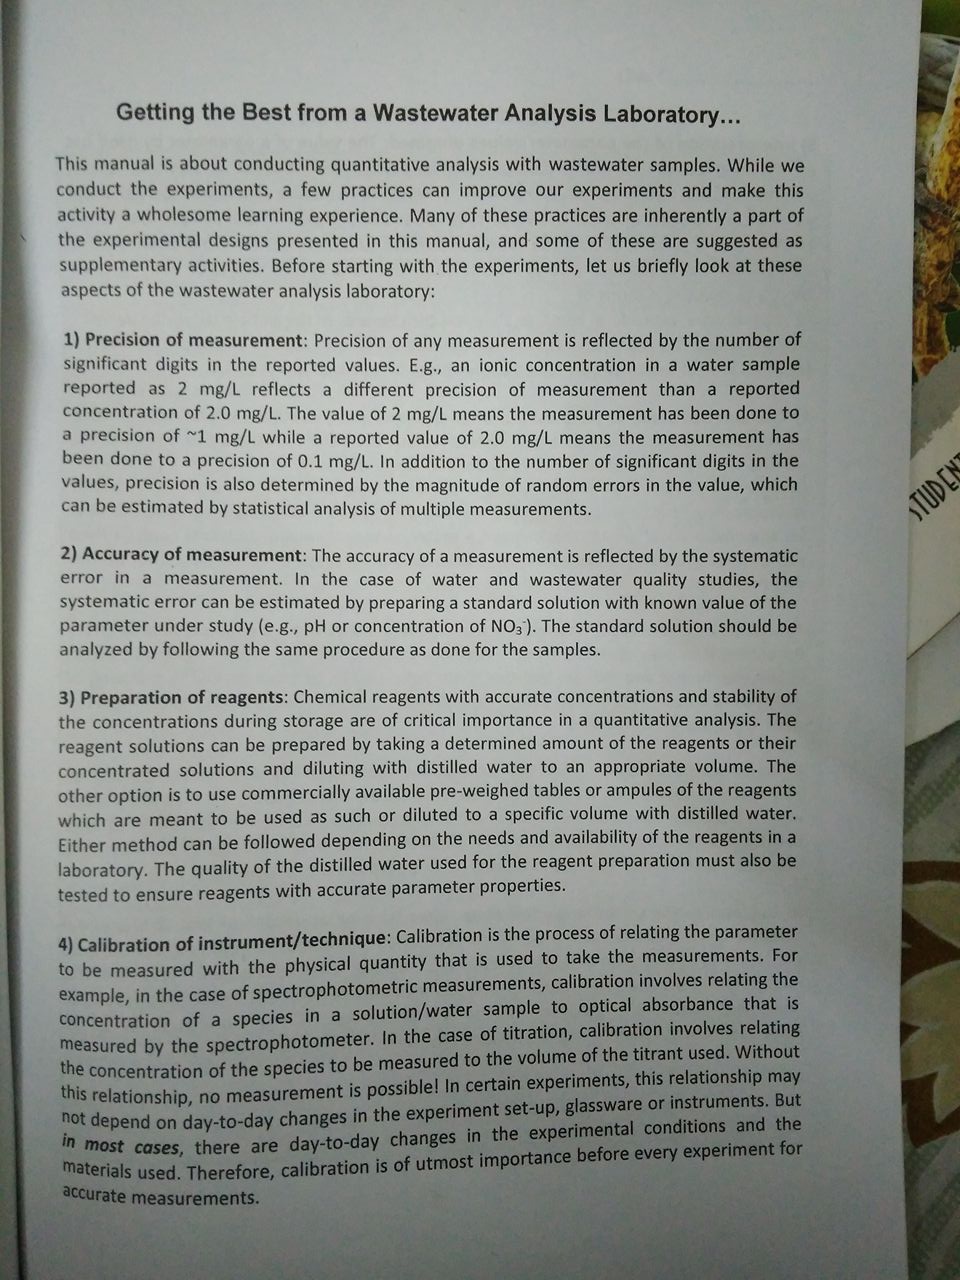 Getting the Best from a Wastewater Analysis Laboratory...
This manual is about conducting quantitative analysis with wastewater samples. While we
conduct the experiments, a few practices can improve our experiments and make this
activity a wholesome learning experience. Many of these practices are inherently a part of
the experimental designs presented in this manual, and some of these are suggested as
supplementary activities. Before starting with the experiments, let us briefly look at these
aspects of the wastewater analysis laboratory:
1) Precision of measurement: Precision of any measurement is reflected by the number of
significant digits in the reported values. E.g., an ionic concentration in a water sample
reported as 2 mg/L reflects a different precision of measurement than a reported
concentration of 2.0 mg/L. The value of 2 mg/L means the measurement has been done to
a precision of ~1 mg/L while a reported value of 2.0 mg/L means the measurement has
been done to a precision of 0.1 mg/L. In addition to the number of significant digits in the
values, precision is also determined by the magnitude of random errors in the value, which
can be estimated by statistical analysis of multiple measurements.
2) Accuracy of measurement: The accuracy of a measurement is reflected by the systematic
error in a measurement. In the case of water and wastewater quality studies, the
systematic error can be estimated by preparing a standard solution with known value of the
parameter under study (e.g., pH or concentration of NO₃⁻). The standard solution should be
analyzed by following the same procedure as done for the samples.
3) Preparation of reagents: Chemical reagents with accurate concentrations and stability of
the concentrations during storage are of critical importance in a quantitative analysis. The
reagent solutions can be prepared by taking a determined amount of the reagents or their
concentrated solutions and diluting with distilled water to an appropriate volume. The
other option is to use commercially available pre-weighed tables or ampules of the reagents
which are meant to be used as such or diluted to a specific volume with distilled water.
Either method can be followed depending on the needs and availability of the reagents in a
laboratory. The quality of the distilled water used for the reagent preparation must also be
tested to ensure reagents with accurate parameter properties.
4) Calibration of instrument/technique: Calibration is the process of relating the parameter
to be measured with the physical quantity that is used to take the measurements. For
example, in the case of spectrophotometric measurements, calibration involves relating the
concentration of a species in a solution/water sample to optical absorbance that is
measured by the spectrophotometer. In the case of titration, calibration involves relating
the concentration of the species to be measured to the volume of the titrant used. Without
this relationship, no measurement is possible! In certain experiments, this relationship may
not depend on day-to-day changes in the experiment set-up, glassware or instruments. But
in most cases, there are day-to-day changes in the experimental conditions and the
materials used. Therefore, calibration is of utmost importance before every experiment for
accurate measurements.
STUDENT